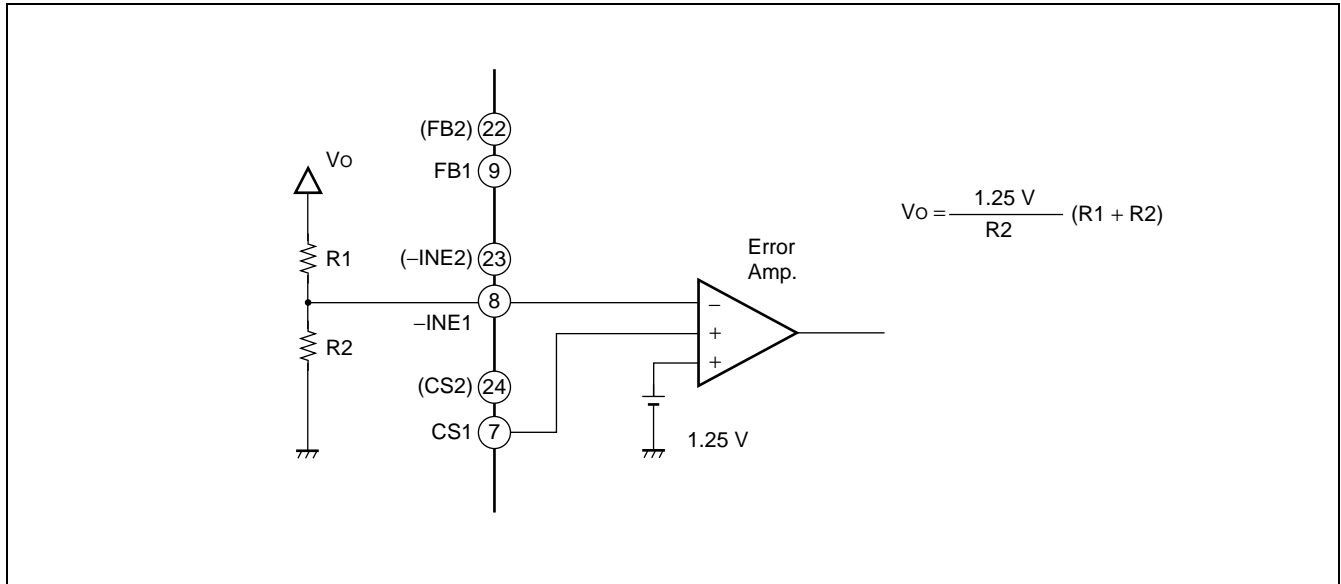 (FB2) 22
FB1 9
VO
R1
(−INE2) 23
8
−INE1
R2
(CS2) 24
CS1 7
Error
Amp.
−
+
+
1.25 V
VO = 1.25 V / R2 (R1 + R2)